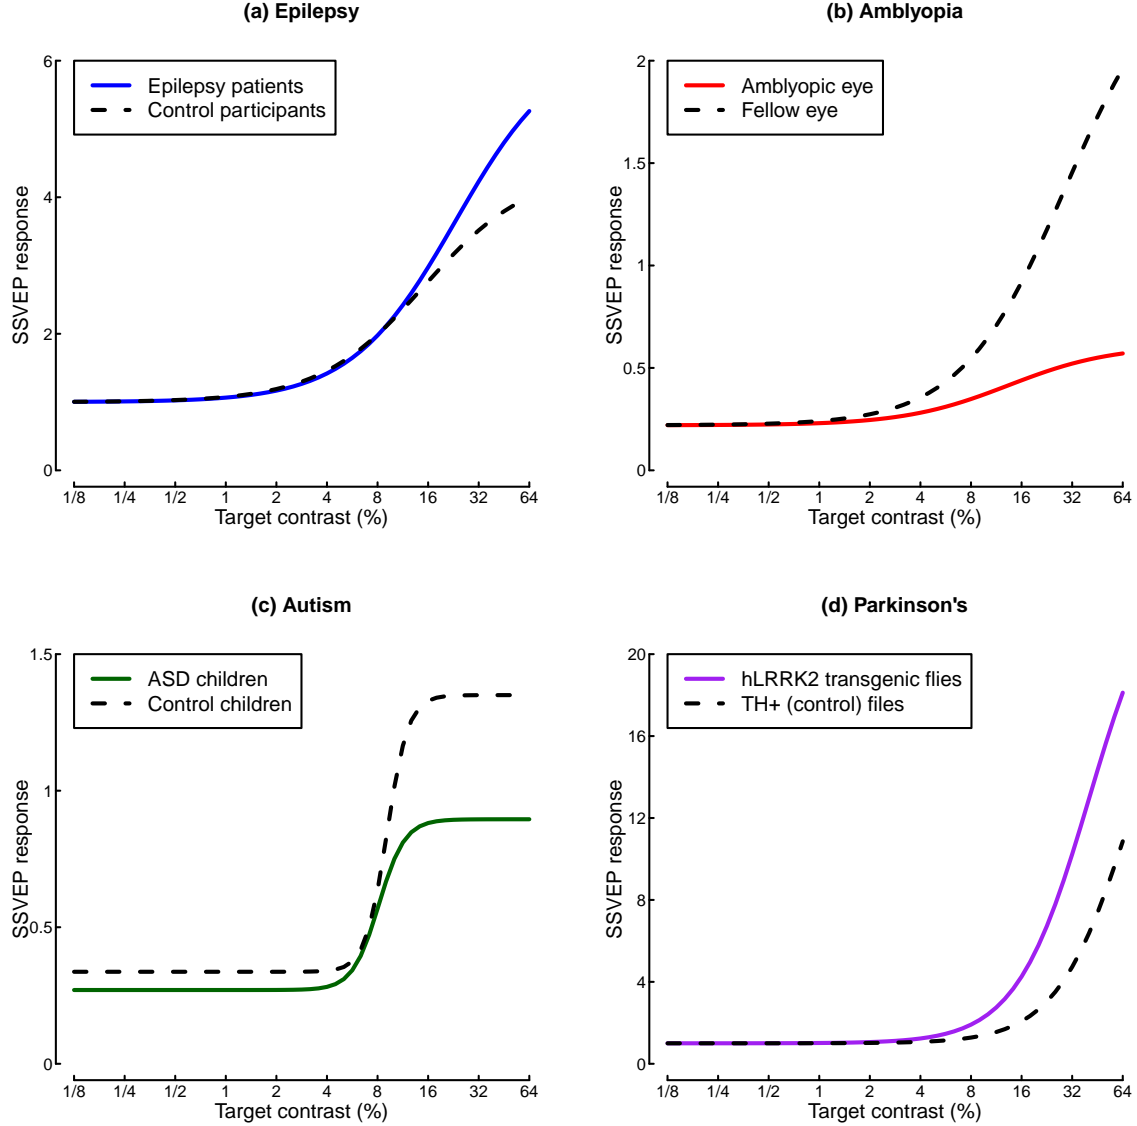 (a) Epilepsy
6
4
2
0
SSVEP response
Epilepsy patients
Control participants
1/8 1/4 1/2 1 2 4 8 16 32 64
Target contrast (%)
(b) Amblyopia
2
1.5
1
0.5
0
SSVEP response
Amblyopic eye
Fellow eye
1/8 1/4 1/2 1 2 4 8 16 32 64
Target contrast (%)
(c) Autism
1.5
1
0.5
0
SSVEP response
ASD children
Control children
1/8 1/4 1/2 1 2 4 8 16 32 64
Target contrast (%)
(d) Parkinson's
20
16
12
8
4
0
SSVEP response
hLRRK2 transgenic flies
TH+ (control) files
1/8 1/4 1/2 1 2 4 8 16 32 64
Target contrast (%)